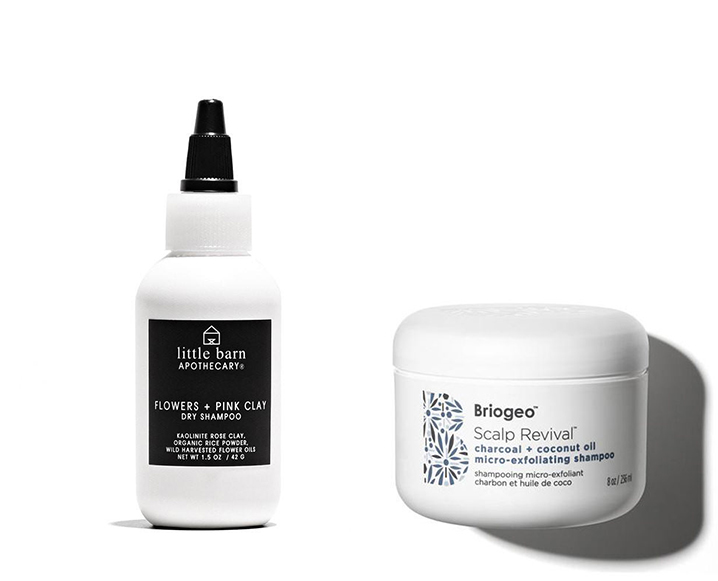 little barn
APOTHECARY®
FLOWERS + PINK CLAY
DRY SHAMPOO
KAOLINITE ROSE CLAY,
ORGANIC RICE POWDER,
WILD HARVESTED FLOWER OILS
NET WT 1.5 OZ / 42 G
Briogeo™
Scalp Revival™
charcoal + coconut oil
micro-exfoliating shampoo
shampooing micro-exfoliant
charbon et huile de coco
8 oz / 236 ml